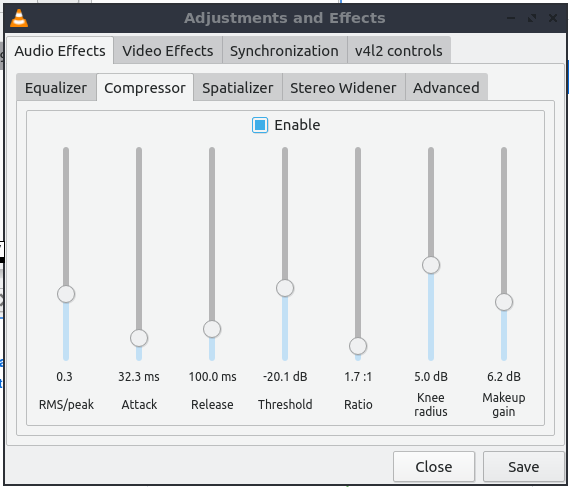 Adjustments and Effects
Audio Effects Video Effects Synchronization v4l2 controls
Equalizer Compressor Spatializer Stereo Widener Advanced
Enable
0.3 32.3 ms 100.0 ms -20.1 dB 1.7 :1 5.0 dB 6.2 dB
RMS/peak Attack Release Threshold Ratio Knee radius Makeup gain
Close Save